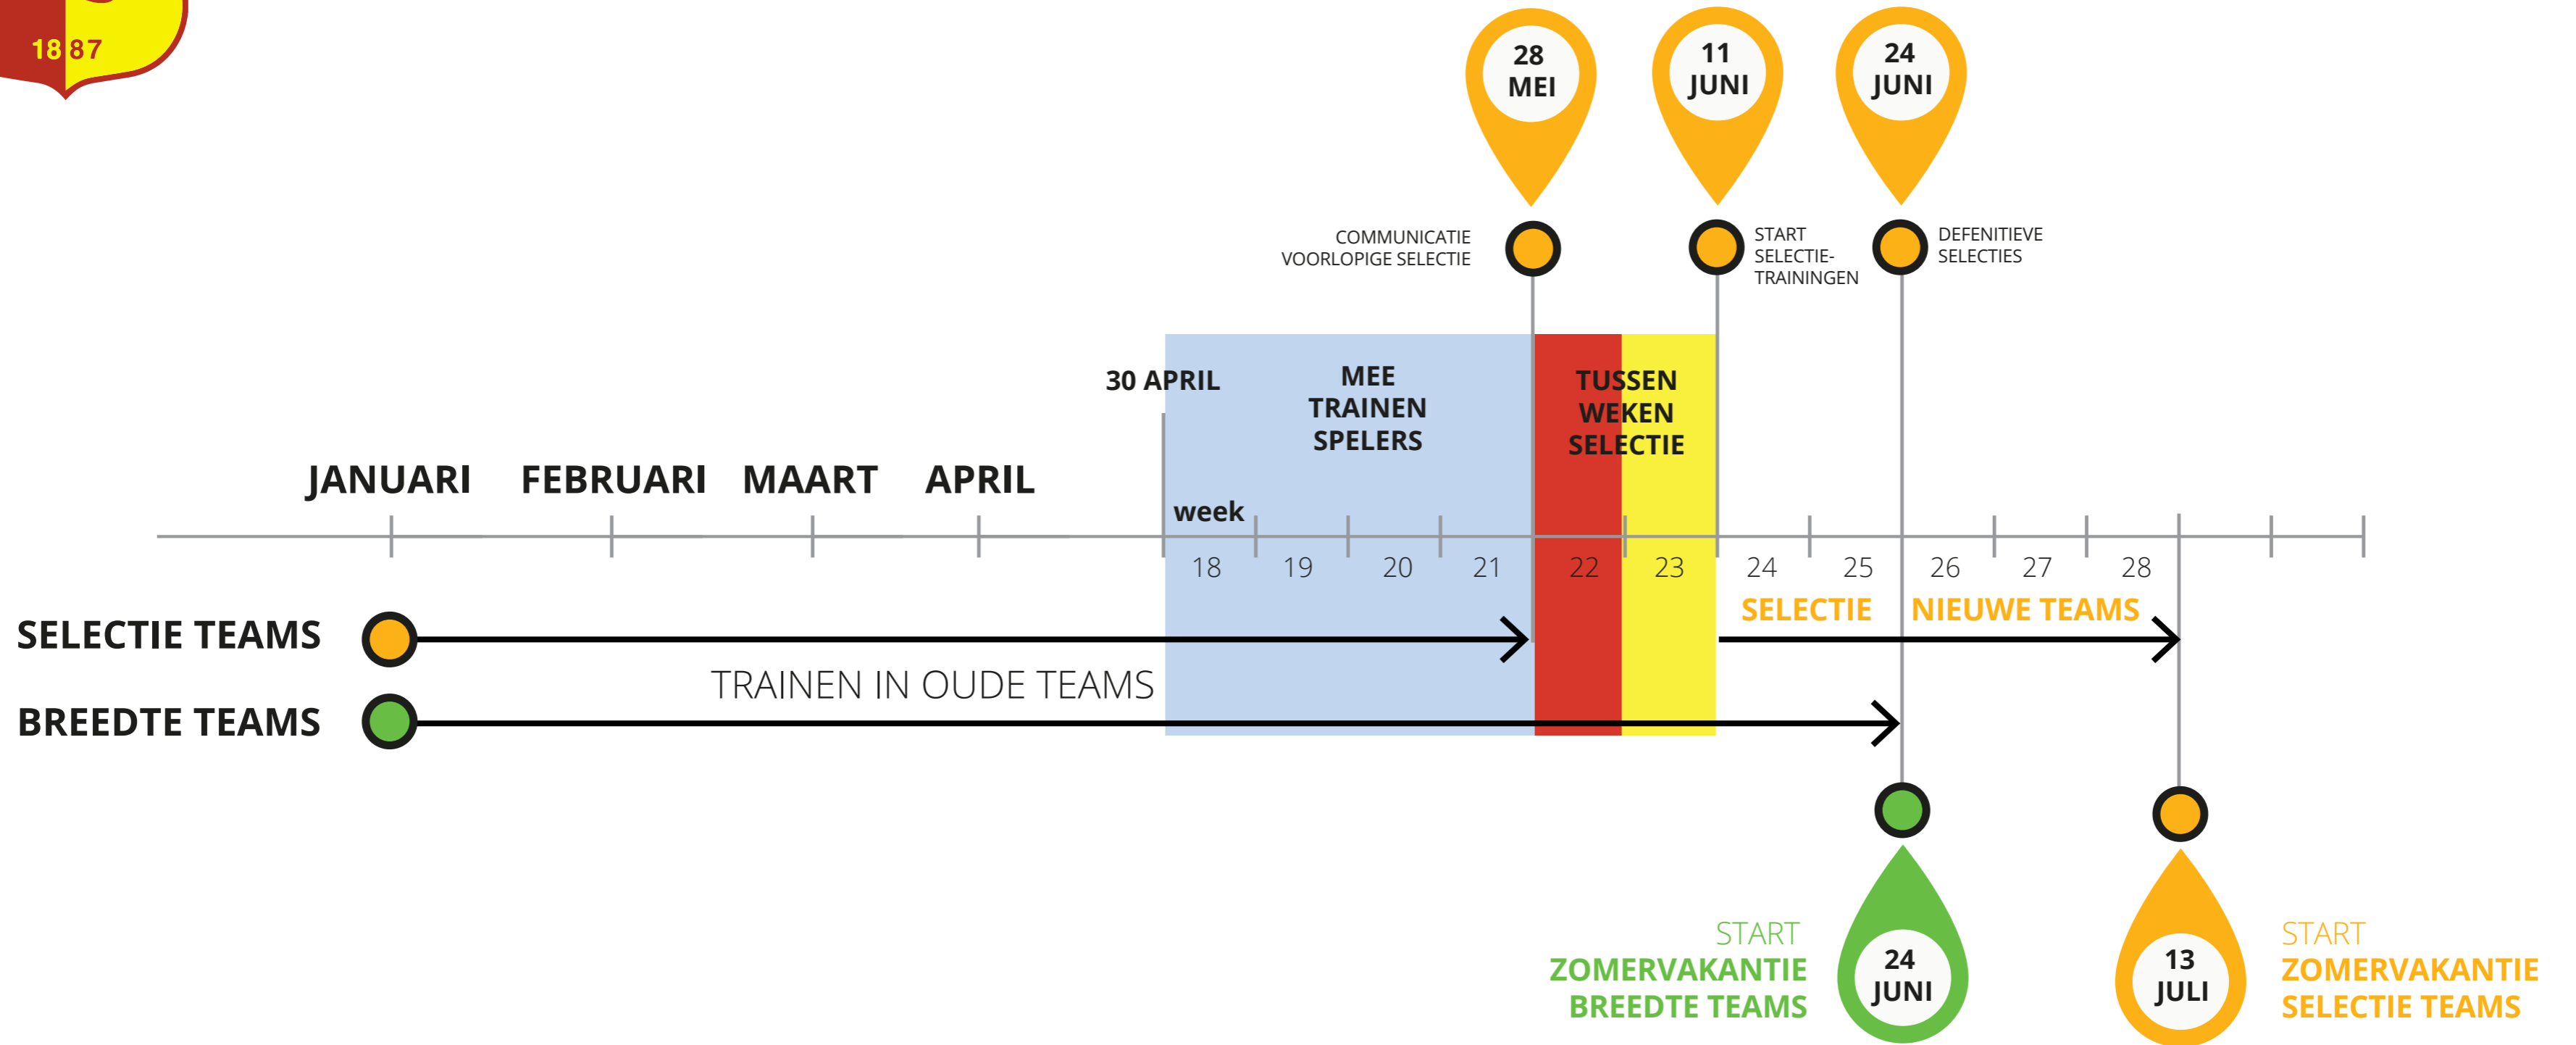 1887
28
MEI
11
JUNI
24
JUNI
COMMUNICATIE
VOORLOPIGE SELECTIE
START
SELECTIE-
TRAININGEN
DEFENITIEVE
SELECTIES
30 APRIL
MEE
TRAINEN
SPELERS
TUSSEN
WEKEN
SELECTIE
JANUARI FEBRUARI MAART APRIL
week
18 19 20 21 22 23 24 25 26 27 28
SELECTIE NIEUWE TEAMS
SELECTIE TEAMS
TRAINEN IN OUDE TEAMS
BREEDTE TEAMS
START
ZOMERVAKANTIE
BREEDTE TEAMS
24
JUNI
13
JULI
START
ZOMERVAKANTIE
SELECTIE TEAMS